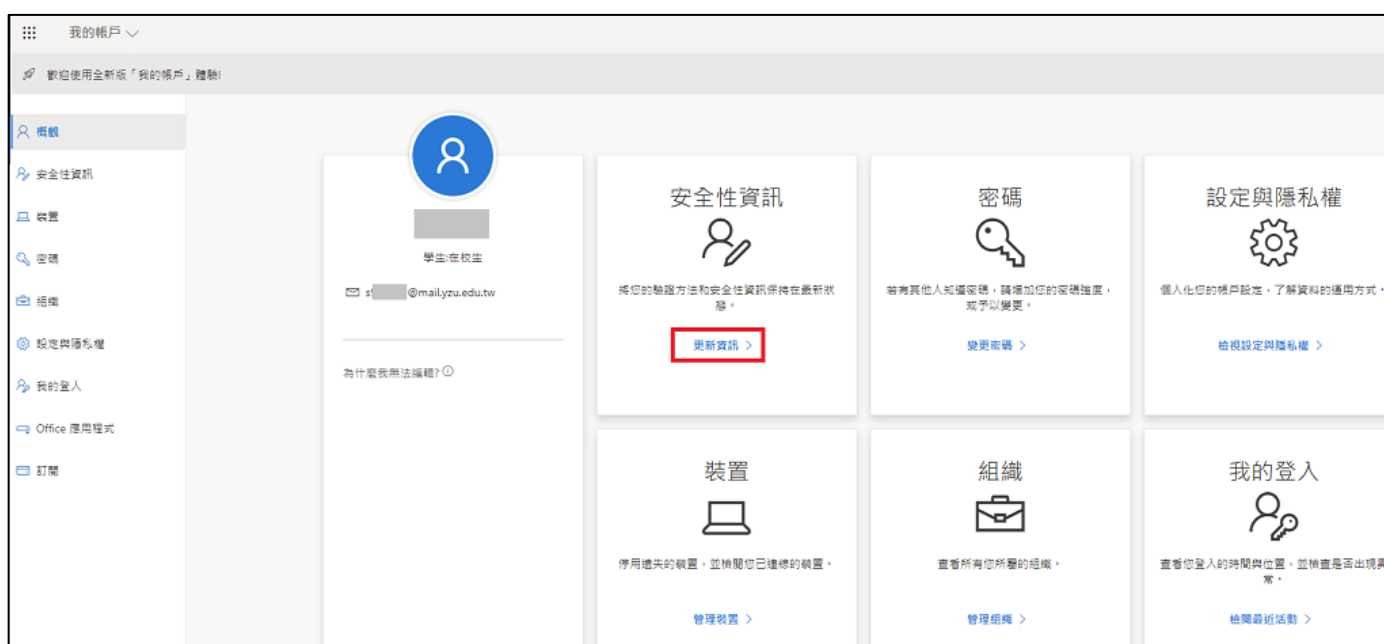 我的帳戶
歡迎使用全新版「我的帳戶」體驗!
概觀
安全性資訊
裝置
密碼
組織
設定與隱私權
我的登入
Office 應用程式
訂閱
學生:在校生
s @mail.yzu.edu.tw
為什麼我無法編輯?
安全性資訊
將您的驗證方法和安全性資訊保持在最新狀
態。
更新資訊 >
密碼
若有其他人知道密碼，請增加您的密碼強度，
或予以變更。
變更密碼 >
設定與隱私權
個人化您的帳戶設定，了解資料的運用方式。
檢視設定與隱私權 >
裝置
停用遺失的裝置，並檢閱您已連線的裝置。
管理裝置 >
組織
查看所有您所屬的組織。
管理組織 >
我的登入
查看您登入的時間與位置，並檢查是否出現異
常。
檢閱最近活動 >